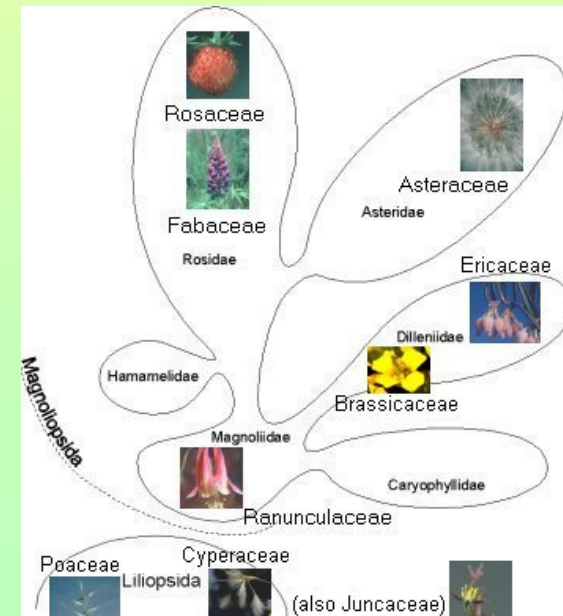 Rosaceae
Fabaceae
Rosidae
Asteraceae
Asteridae
Ericaceae
Dilleniidae
Brassicaceae
Hamamelidae
Magnoliopsida
Magnoliidae
Caryophyllidae
Ranunculaceae
Poaceae
Cyperaceae
Liliopsida
(also Juncaceae)